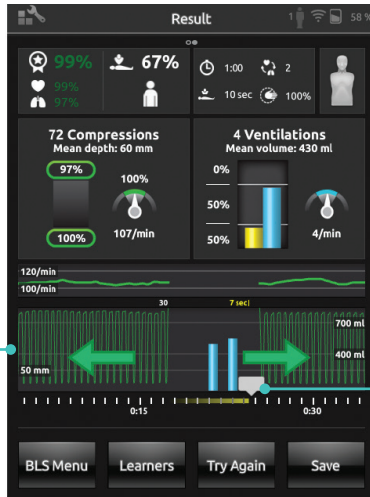 Result
1
58 %
99%
67%
99%
97%
1:00
2
10 sec
100%
72 Compressions
Mean depth: 60 mm
97%
100%
100%
107/min
4 Ventilations
Mean volume: 430 ml
0%
50%
50%
4/min
120/min
100/min
30
7 sec
700 ml
400 ml
50 mm
0:15
0:30
BLS Menu
Learners
Try Again
Save